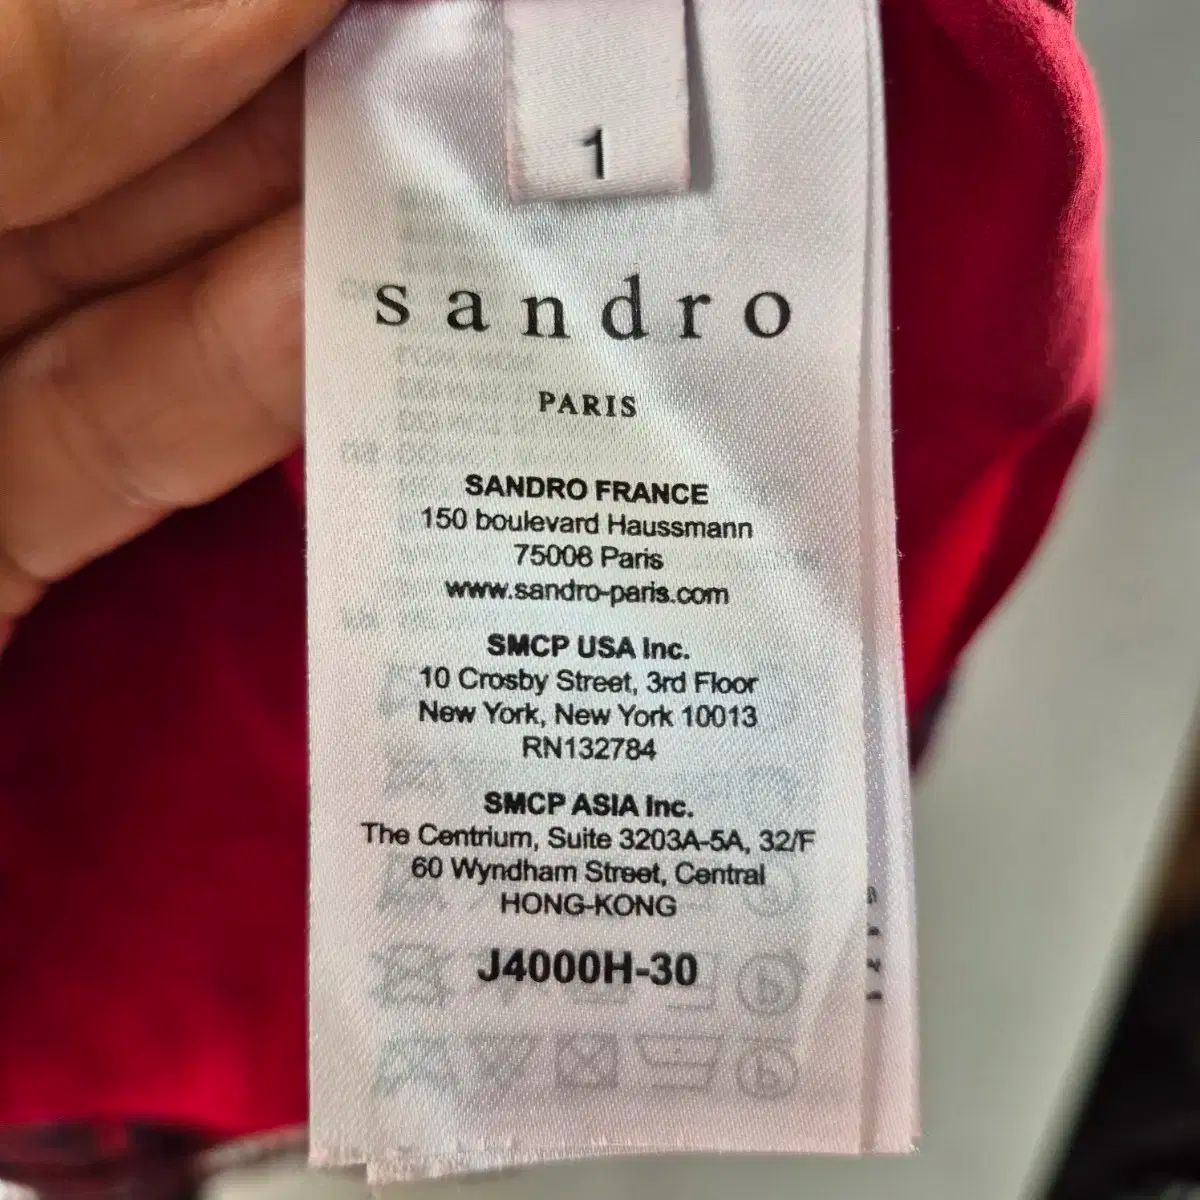 1
sandro
PARIS
SANDRO FRANCE
150 boulevard Haussmann
75008 Paris
www.sandro-paris.com
SMCP USA Inc.
10 Crosby Street, 3rd Floor
New York, New York 10013
RN132784
SMCP ASIA Inc.
The Centrium, Suite 3203A-5A, 32/F
60 Wyndham Street, Central
HONG-KONG
J4000H-30